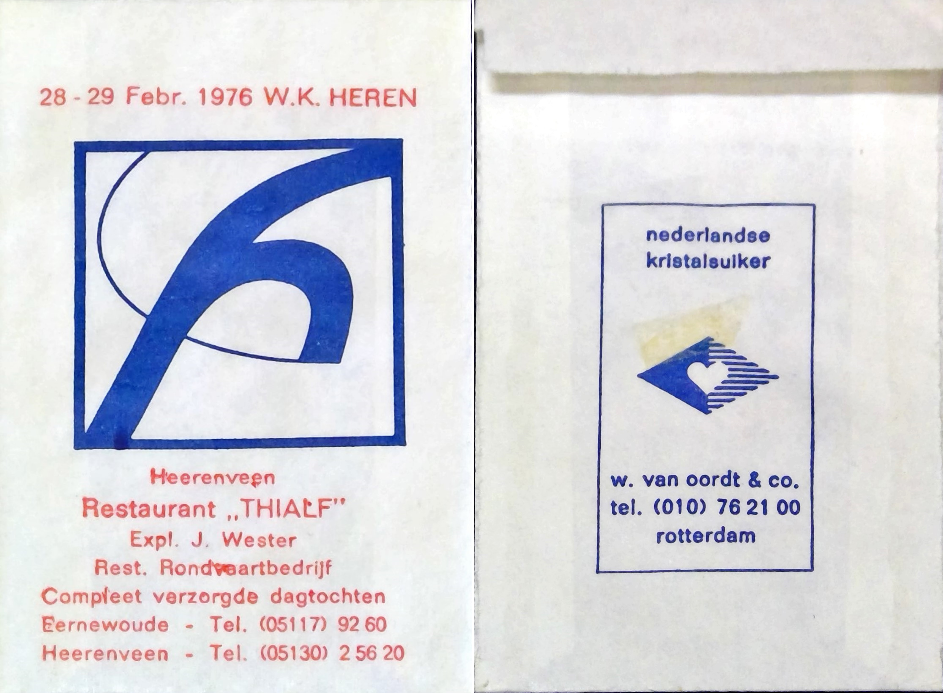 28 - 29 Febr. 1976 W.K. HEREN
Heerenveen
Restaurant „THIALF”
Expl. J. Wester
Rest. Rondvaartbedrijf
Compleet verzorgde dagtochten
Eernewoude - Tel. (05117) 92 60
Heerenveen - Tel. (05130) 2 56 20
nederlandse
kristalsuiker
w. van oordt & co.
tel. (010) 76 21 00
rotterdam